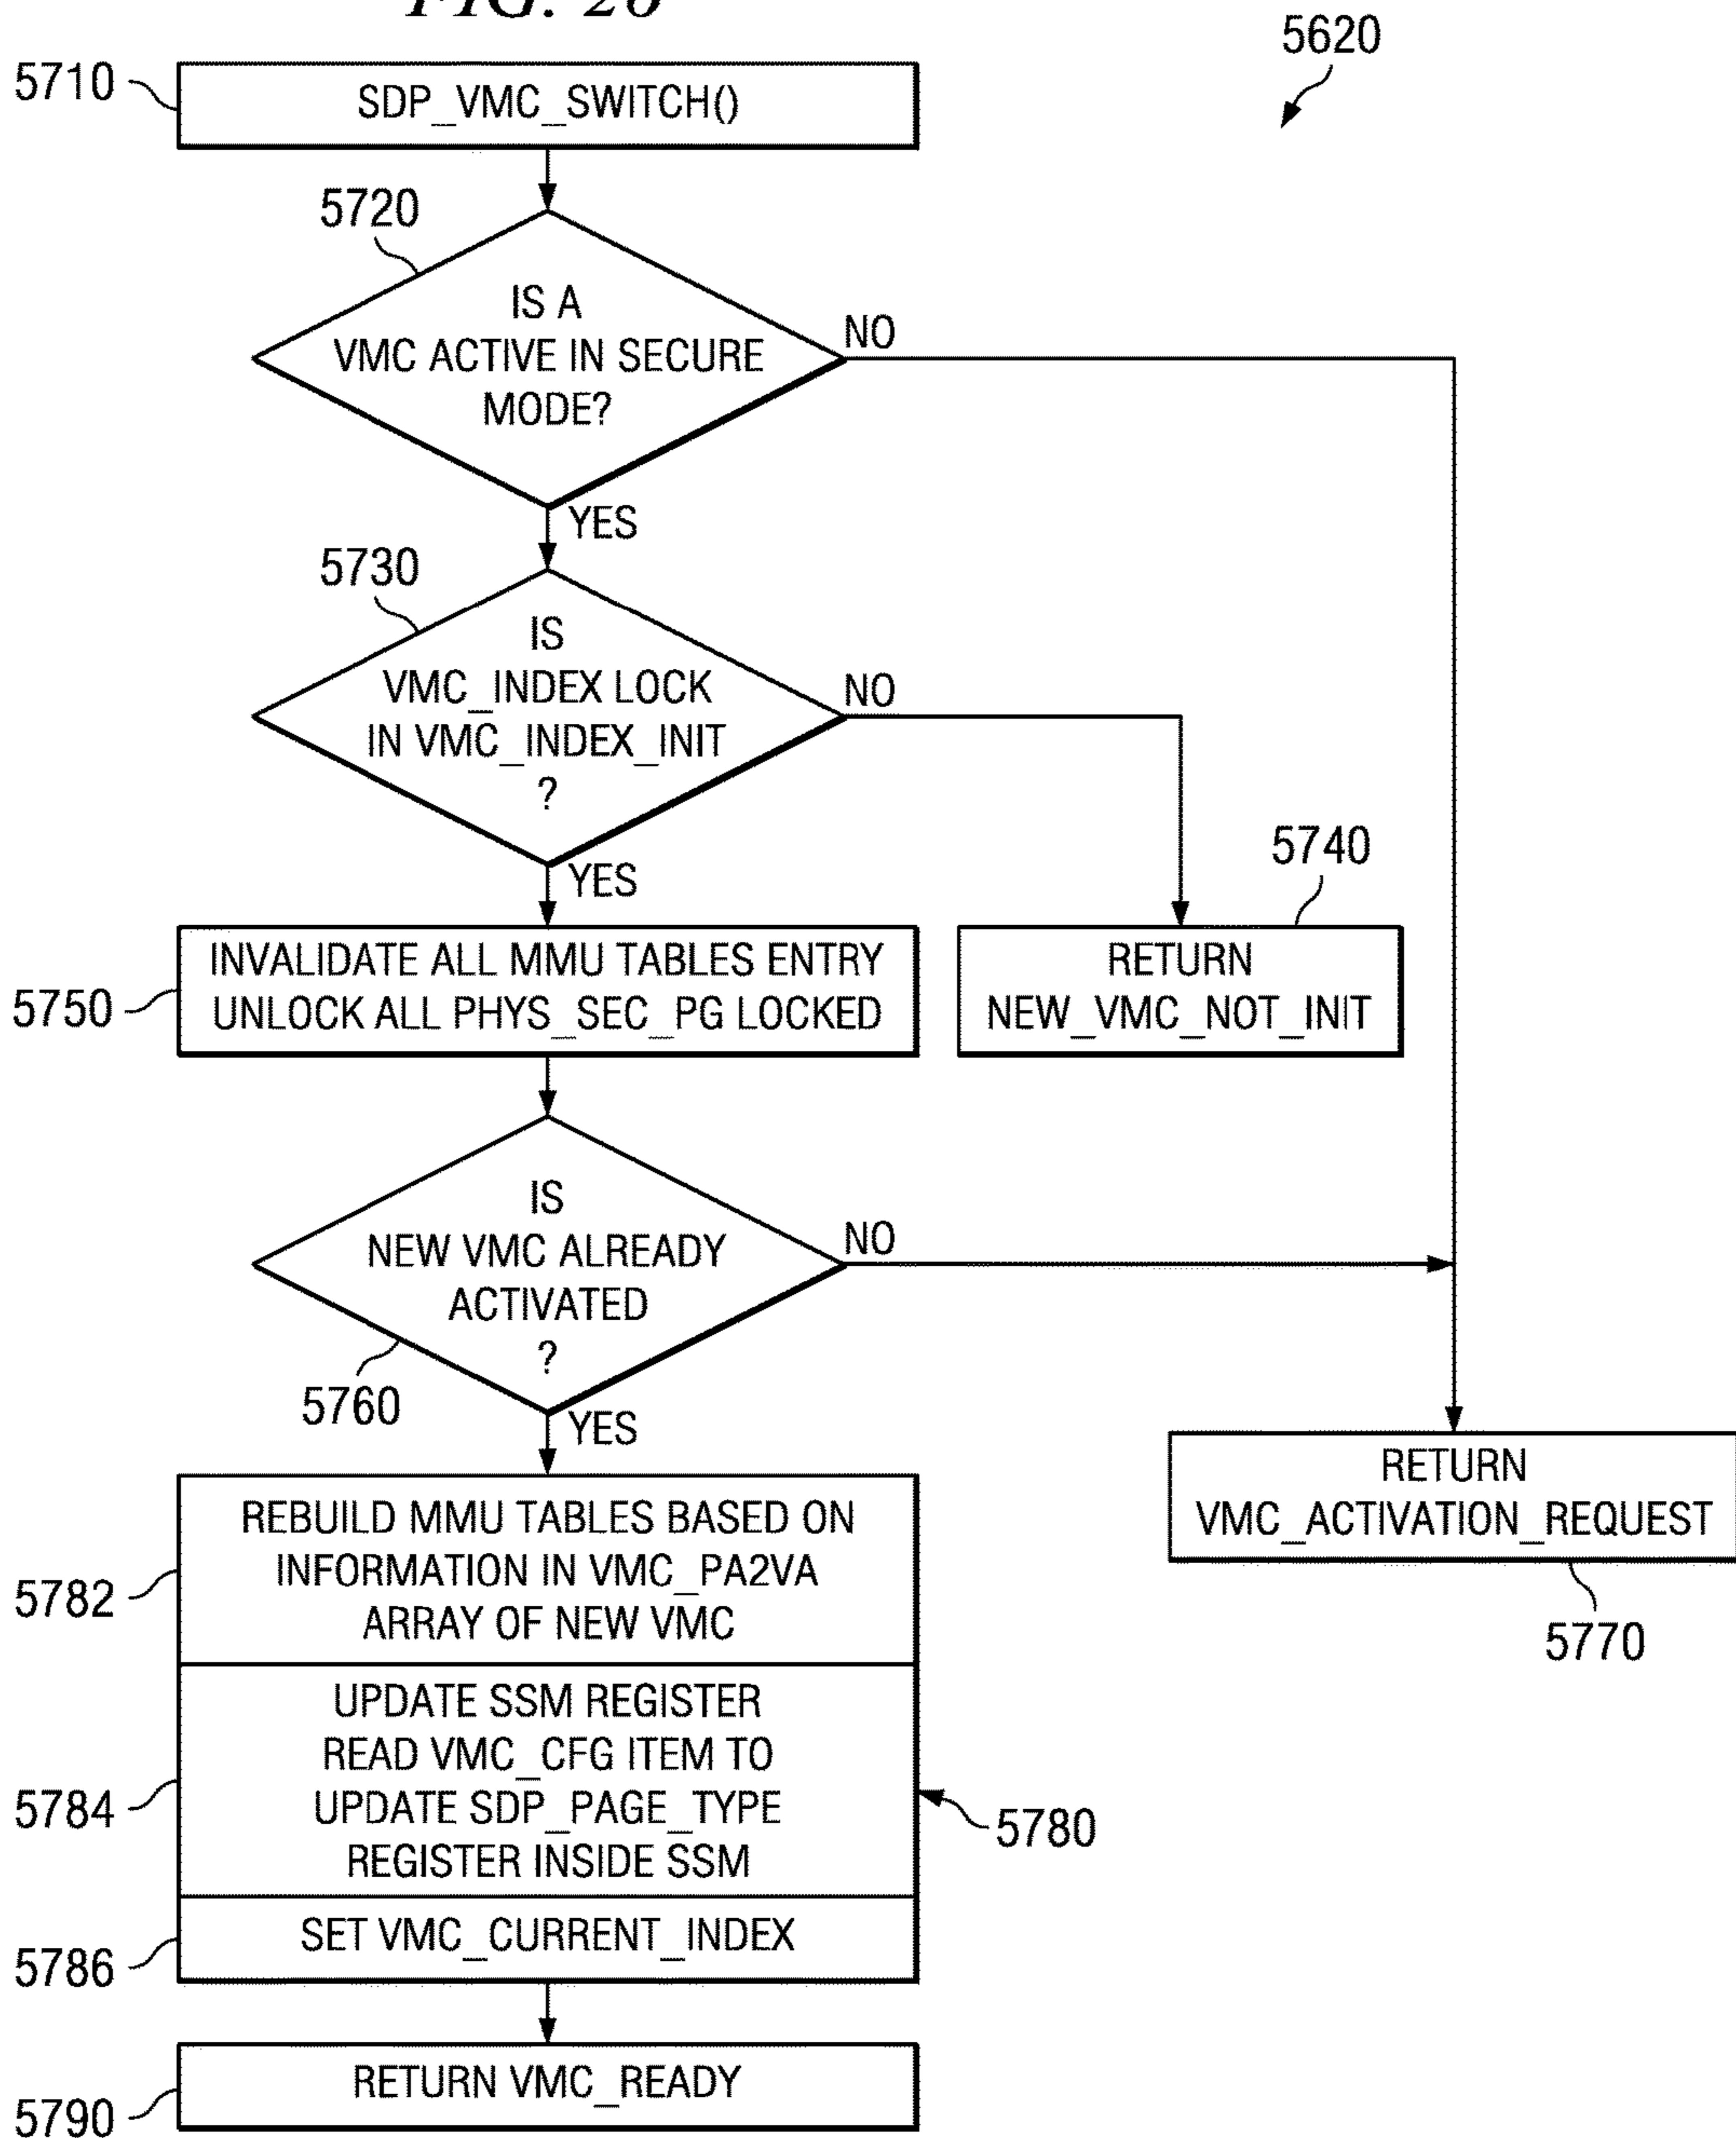 5620
5710
SDP_VMC_SWITCH()
5720
IS A
VMC ACTIVE IN SECURE
MODE?
NO
YES
5730
IS
VMC_INDEX LOCK
IN VMC_INDEX_INIT
?
NO
YES
5740
RETURN
NEW_VMC_NOT_INIT
5750
INVALIDATE ALL MMU TABLES ENTRY
UNLOCK ALL PHYS_SEC_PG LOCKED
IS
NEW VMC ALREADY
ACTIVATED
?
NO
5760
YES
RETURN
VMC_ACTIVATION_REQUEST
5770
5782
REBUILD MMU TABLES BASED ON
INFORMATION IN VMC_PA2VA
ARRAY OF NEW VMC
5784
UPDATE SSM REGISTER
READ VMC_CFG ITEM TO
UPDATE SDP_PAGE_TYPE
REGISTER INSIDE SSM
5780
5786
SET VMC_CURRENT_INDEX
5790
RETURN VMC_READY